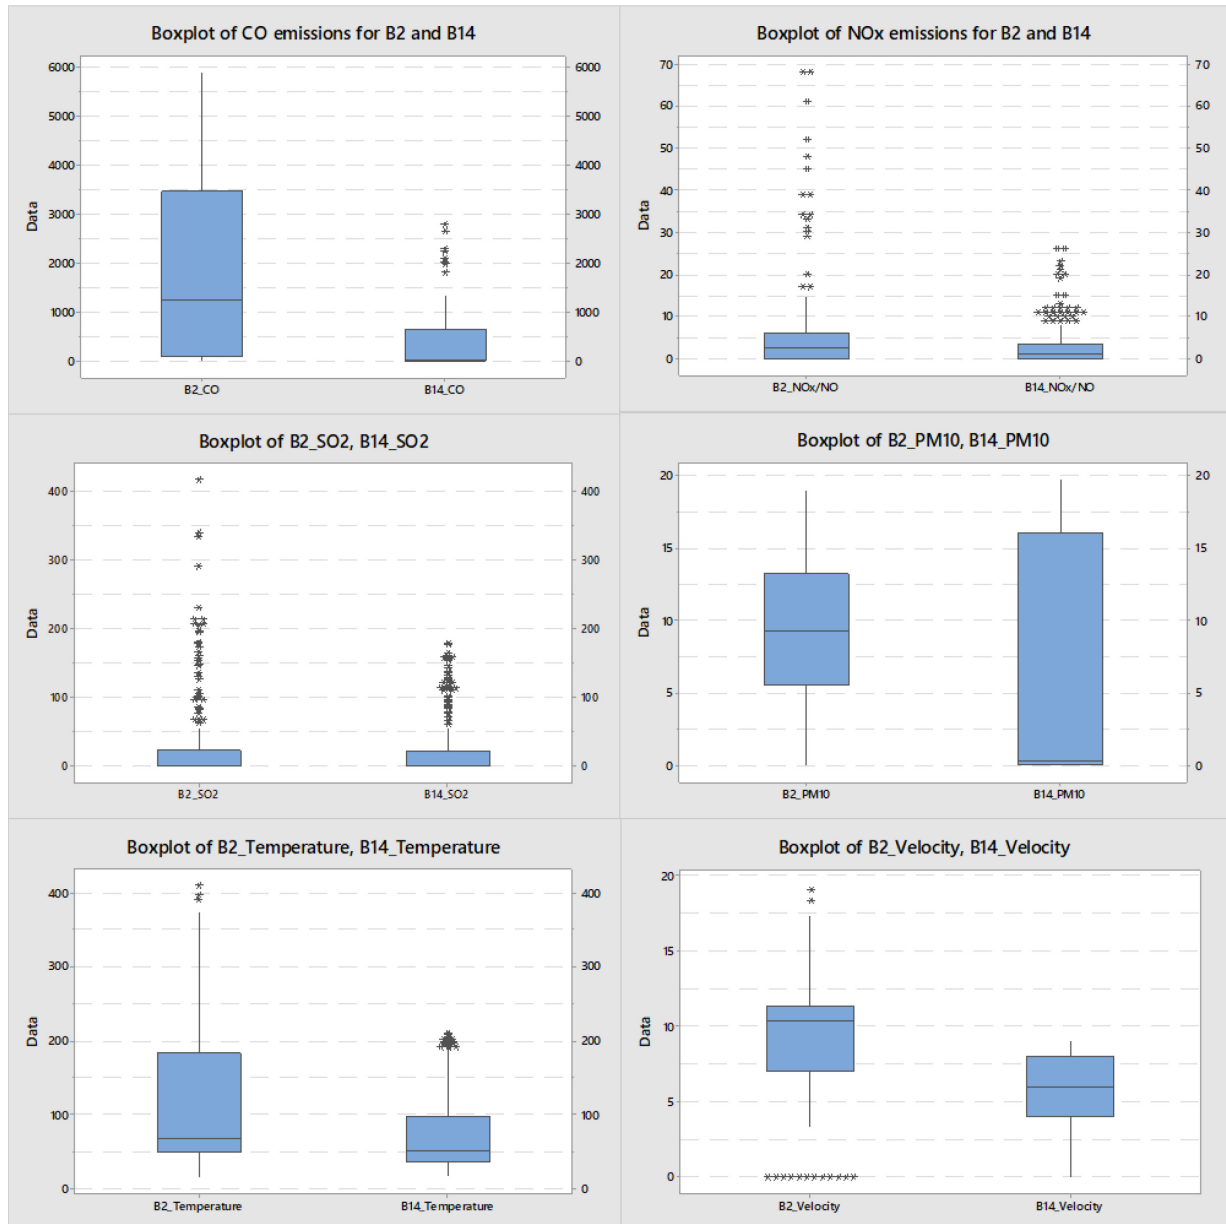 Boxplot of CO emissions for B2 and B14
6000
5000
4000
3000
2000
1000
0
Data
6000
5000
4000
3000
2000
1000
0
B2_CO
B14_CO
Boxplot of NOx emissions for B2 and B14
70
60
50
40
30
20
10
0
Data
70
60
50
40
30
20
10
0
B2_NOx/NO
B14_NOx/NO
Boxplot of B2_SO2, B14_SO2
400
300
200
100
0
Data
400
300
200
100
0
B2_SO2
B14_SO2
Boxplot of B2_PM10, B14_PM10
20
15
10
5
0
Data
20
15
10
5
0
B2_PM10
B14_PM10
Boxplot of B2_Temperature, B14_Temperature
400
300
200
100
0
Data
400
300
200
100
0
B2_Temperature
B14_Temperature
Boxplot of B2_Velocity, B14_Velocity
20
15
10
5
0
Data
B2_Velocity
B14_Velocity